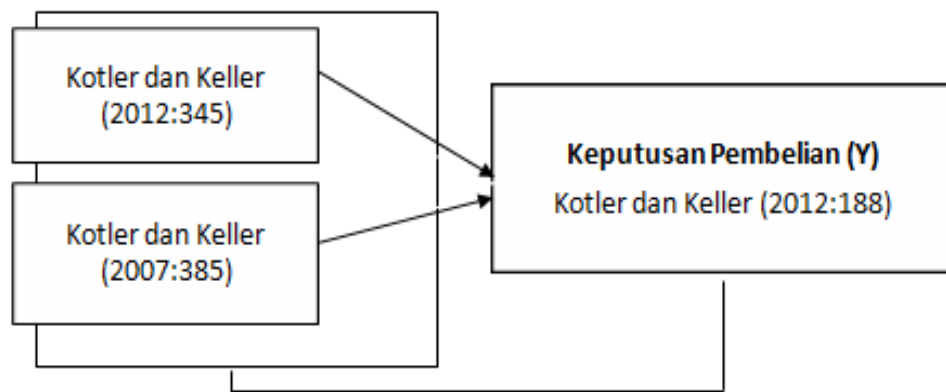 Kotler dan Keller
(2012:345)
Kotler dan Keller
(2007:385)
Keputusan Pembelian (Y)
Kotler dan Keller (2012:188)